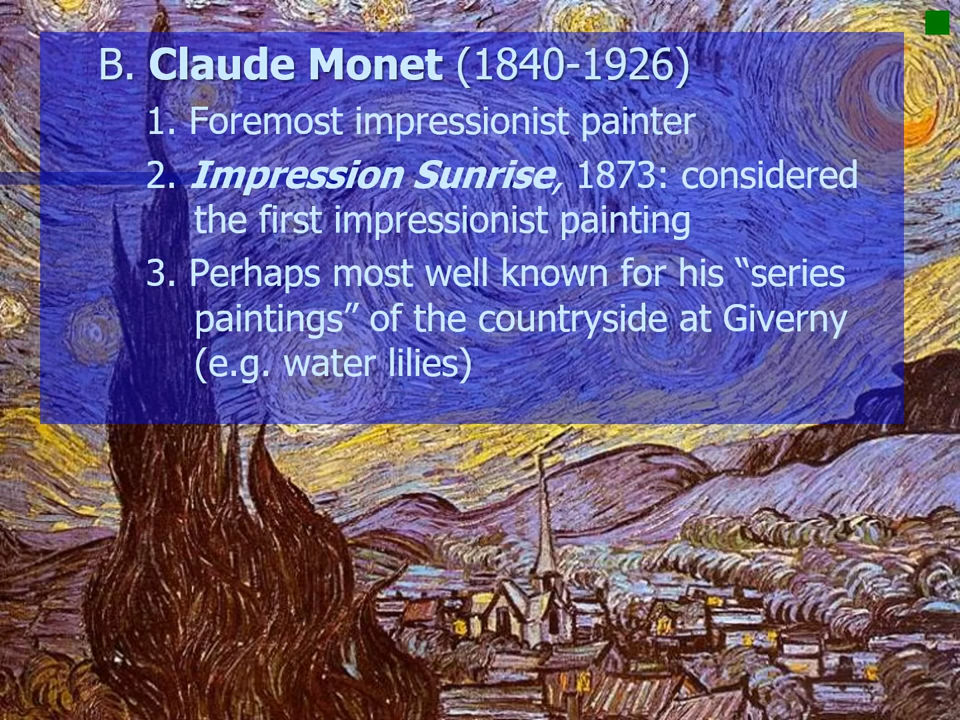 B. Claude Monet (1840-1926)
1. Foremost impressionist painter
2. Impression Sunrise, 1873: considered
the first impressionist painting
3. Perhaps most well known for his “series
paintings” of the countryside at Giverny
(e.g. water lilies)